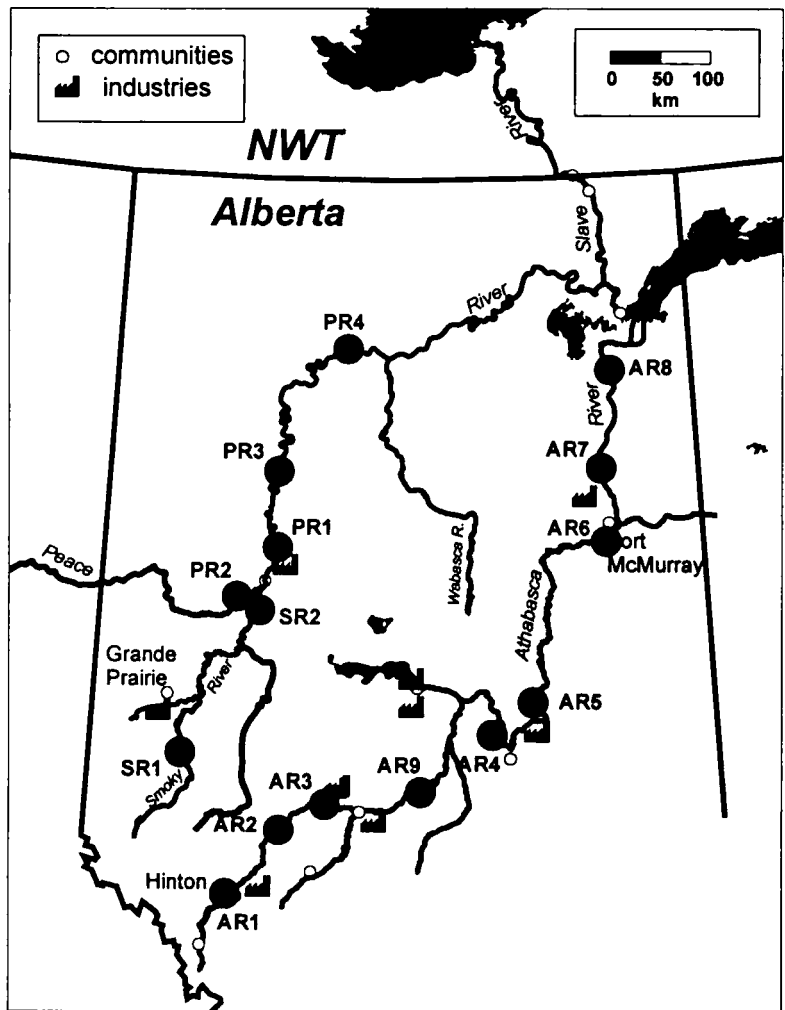 communities
industries
0 50 100
km
River
NWT
Alberta
Slave
River
PR4
AR8
River
PR3
AR7
PR1
AR6
ort
McMurray
Peace
PR2
Wabasca R.
SR2
Athabasca
Grande
Prairie
River
AR5
SR1
AR4
Smoky
AR3
AR9
AR2
Hinton
AR1